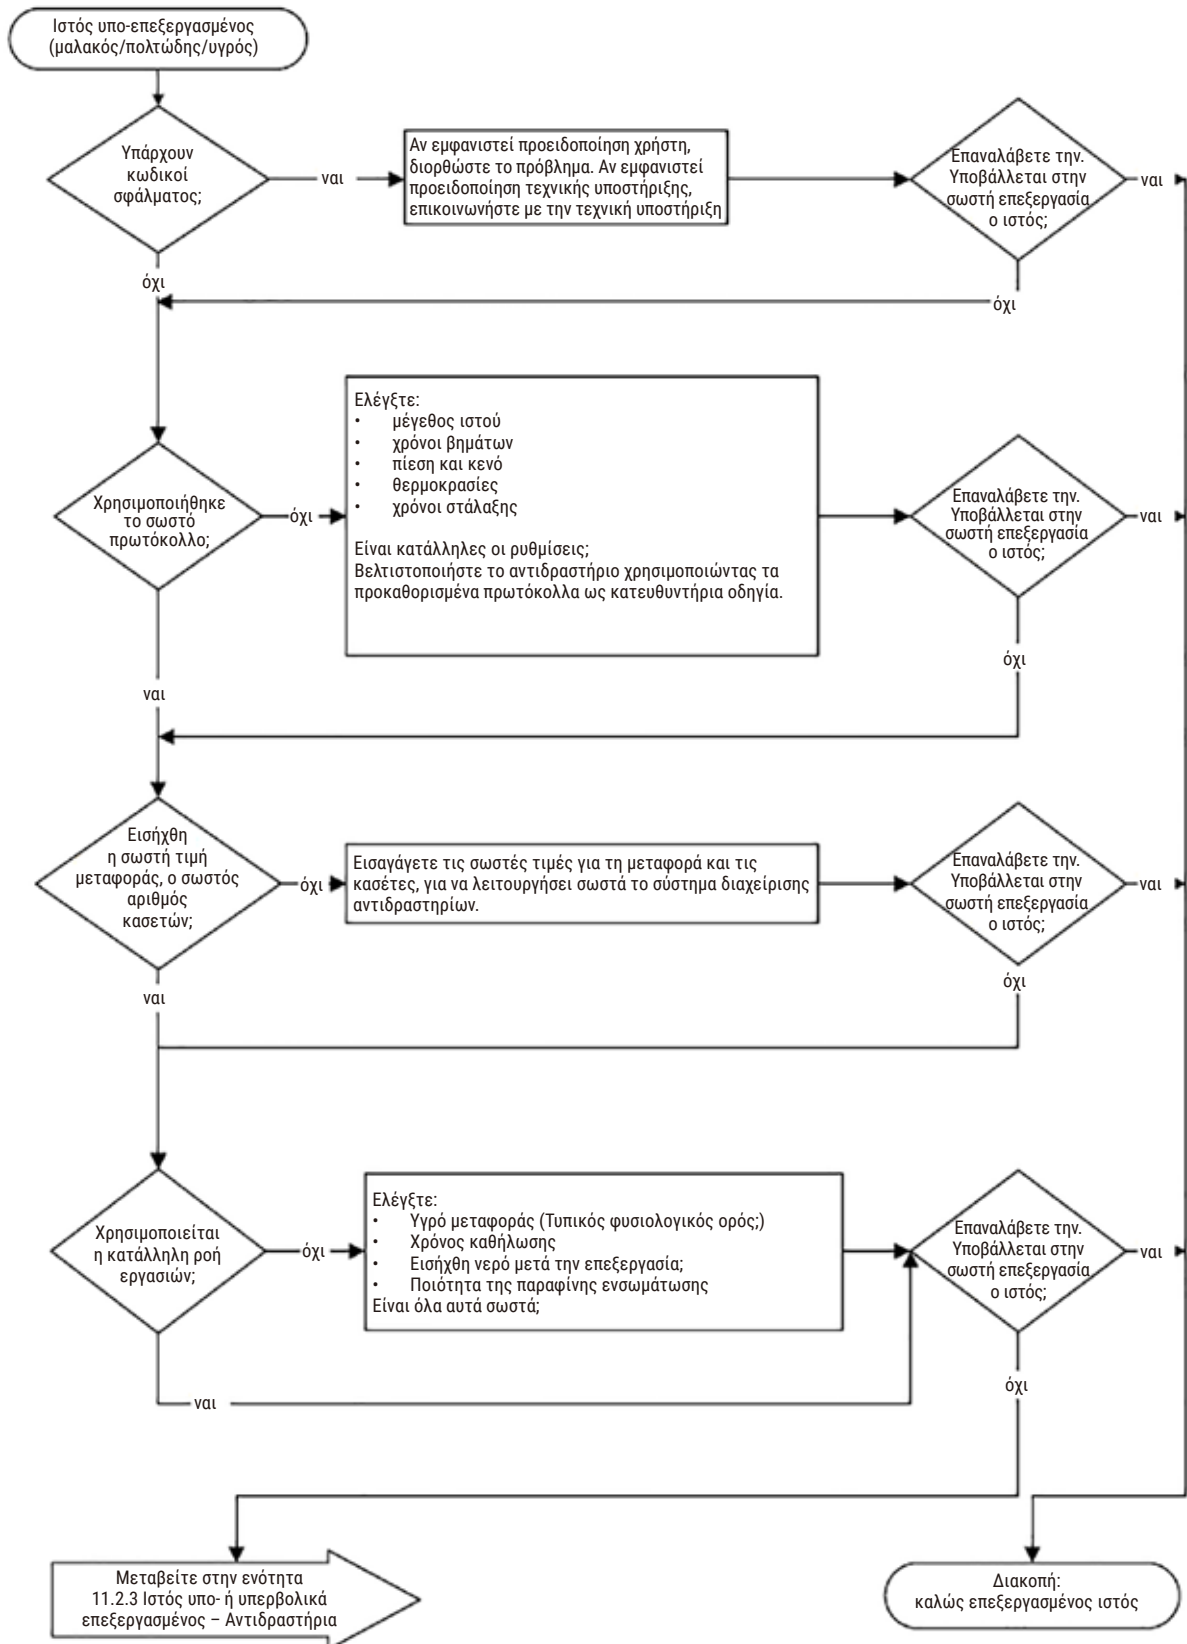 Ιστός υπο-επεξεργασμένος
(μαλακός/πολτώδης/υγρός)
Υπάρχουν
κωδικοί
σφάλματος;
ναι
Αν εμφανιστεί προειδοποίηση χρήστη,
διορθώστε το πρόβλημα. Αν εμφανιστεί
προειδοποίηση τεχνικής υποστήριξης,
επικοινωνήστε με την τεχνική υποστήριξη
Επαναλάβετε την.
Υποβάλλεται στην
σωστή επεξεργασία
ο ιστός;
ναι
όχι
όχι
Χρησιμοποιήθηκε
το σωστό
πρωτόκολλο;
όχι
Ελέγξτε:
• μέγεθος ιστού
• χρόνοι βημάτων
• πίεση και κενό
• θερμοκρασίες
• χρόνοι στάλαξης
Είναι κατάλληλες οι ρυθμίσεις;
Βελτιστοποιήστε το αντιδραστήριο χρησιμοποιώντας τα
προκαθορισμένα πρωτόκολλα ως κατευθυντήρια οδηγία.
Επαναλάβετε την.
Υποβάλλεται στην
σωστή επεξεργασία
ο ιστός;
ναι
όχι
ναι
Εισήχθη
η σωστή τιμή
μεταφοράς, ο σωστός
αριθμός
κασετών;
όχι
Εισαγάγετε τις σωστές τιμές για τη μεταφορά και τις
κασέτες, για να λειτουργήσει σωστά το σύστημα διαχείρισης
αντιδραστηρίων.
Επαναλάβετε την.
Υποβάλλεται στην
σωστή επεξεργασία
ο ιστός;
ναι
όχι
ναι
Χρησιμοποιείται
η κατάλληλη ροή
εργασιών;
όχι
Ελέγξτε:
• Υγρό μεταφοράς (Τυπικός φυσιολογικός ορός;)
• Χρόνος καθήλωσης
• Εισήχθη νερό μετά την επεξεργασία;
• Ποιότητα της παραφίνης ενσωμάτωσης
Είναι όλα αυτά σωστά;
Επαναλάβετε την.
Υποβάλλεται στην
σωστή επεξεργασία
ο ιστός;
ναι
όχι
ναι
Μεταβείτε στην ενότητα
11.2.3 Ιστός υπο- ή υπερβολικά
επεξεργασμένος – Αντιδραστήρια
Διακοπή:
καλώς επεξεργασμένος ιστός